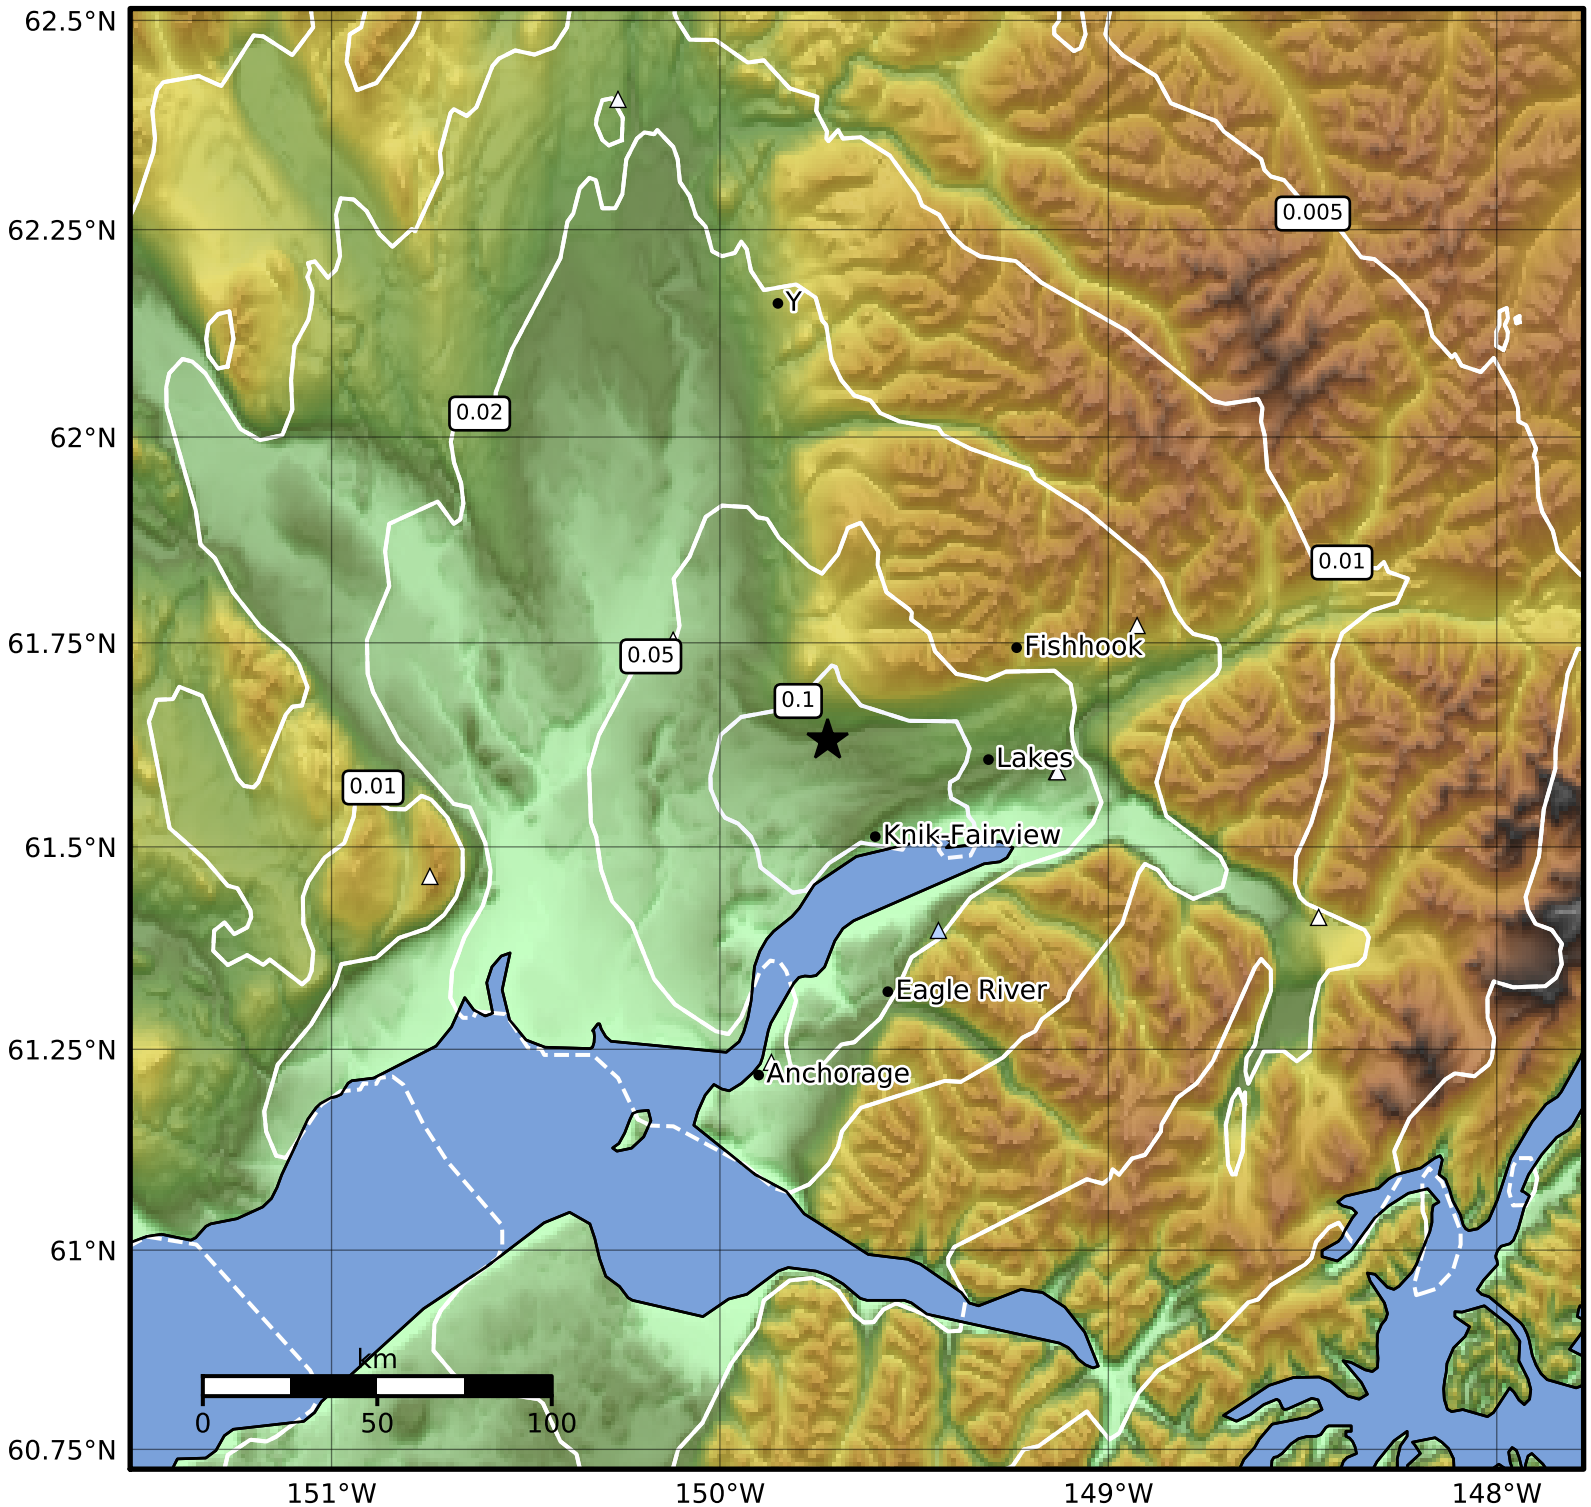 62.5°N
0.005
62.25°N
Y
0.02
62°N
0.01
61.75°N
Fishhook
0.05
0.1
Lakes
0.01
Knik-Fairview
61.5°N
Eagle River
61.25°N
Anchorage
61°N
km
0 50 100
60.75°N
151°W 150°W 149°W 148°W